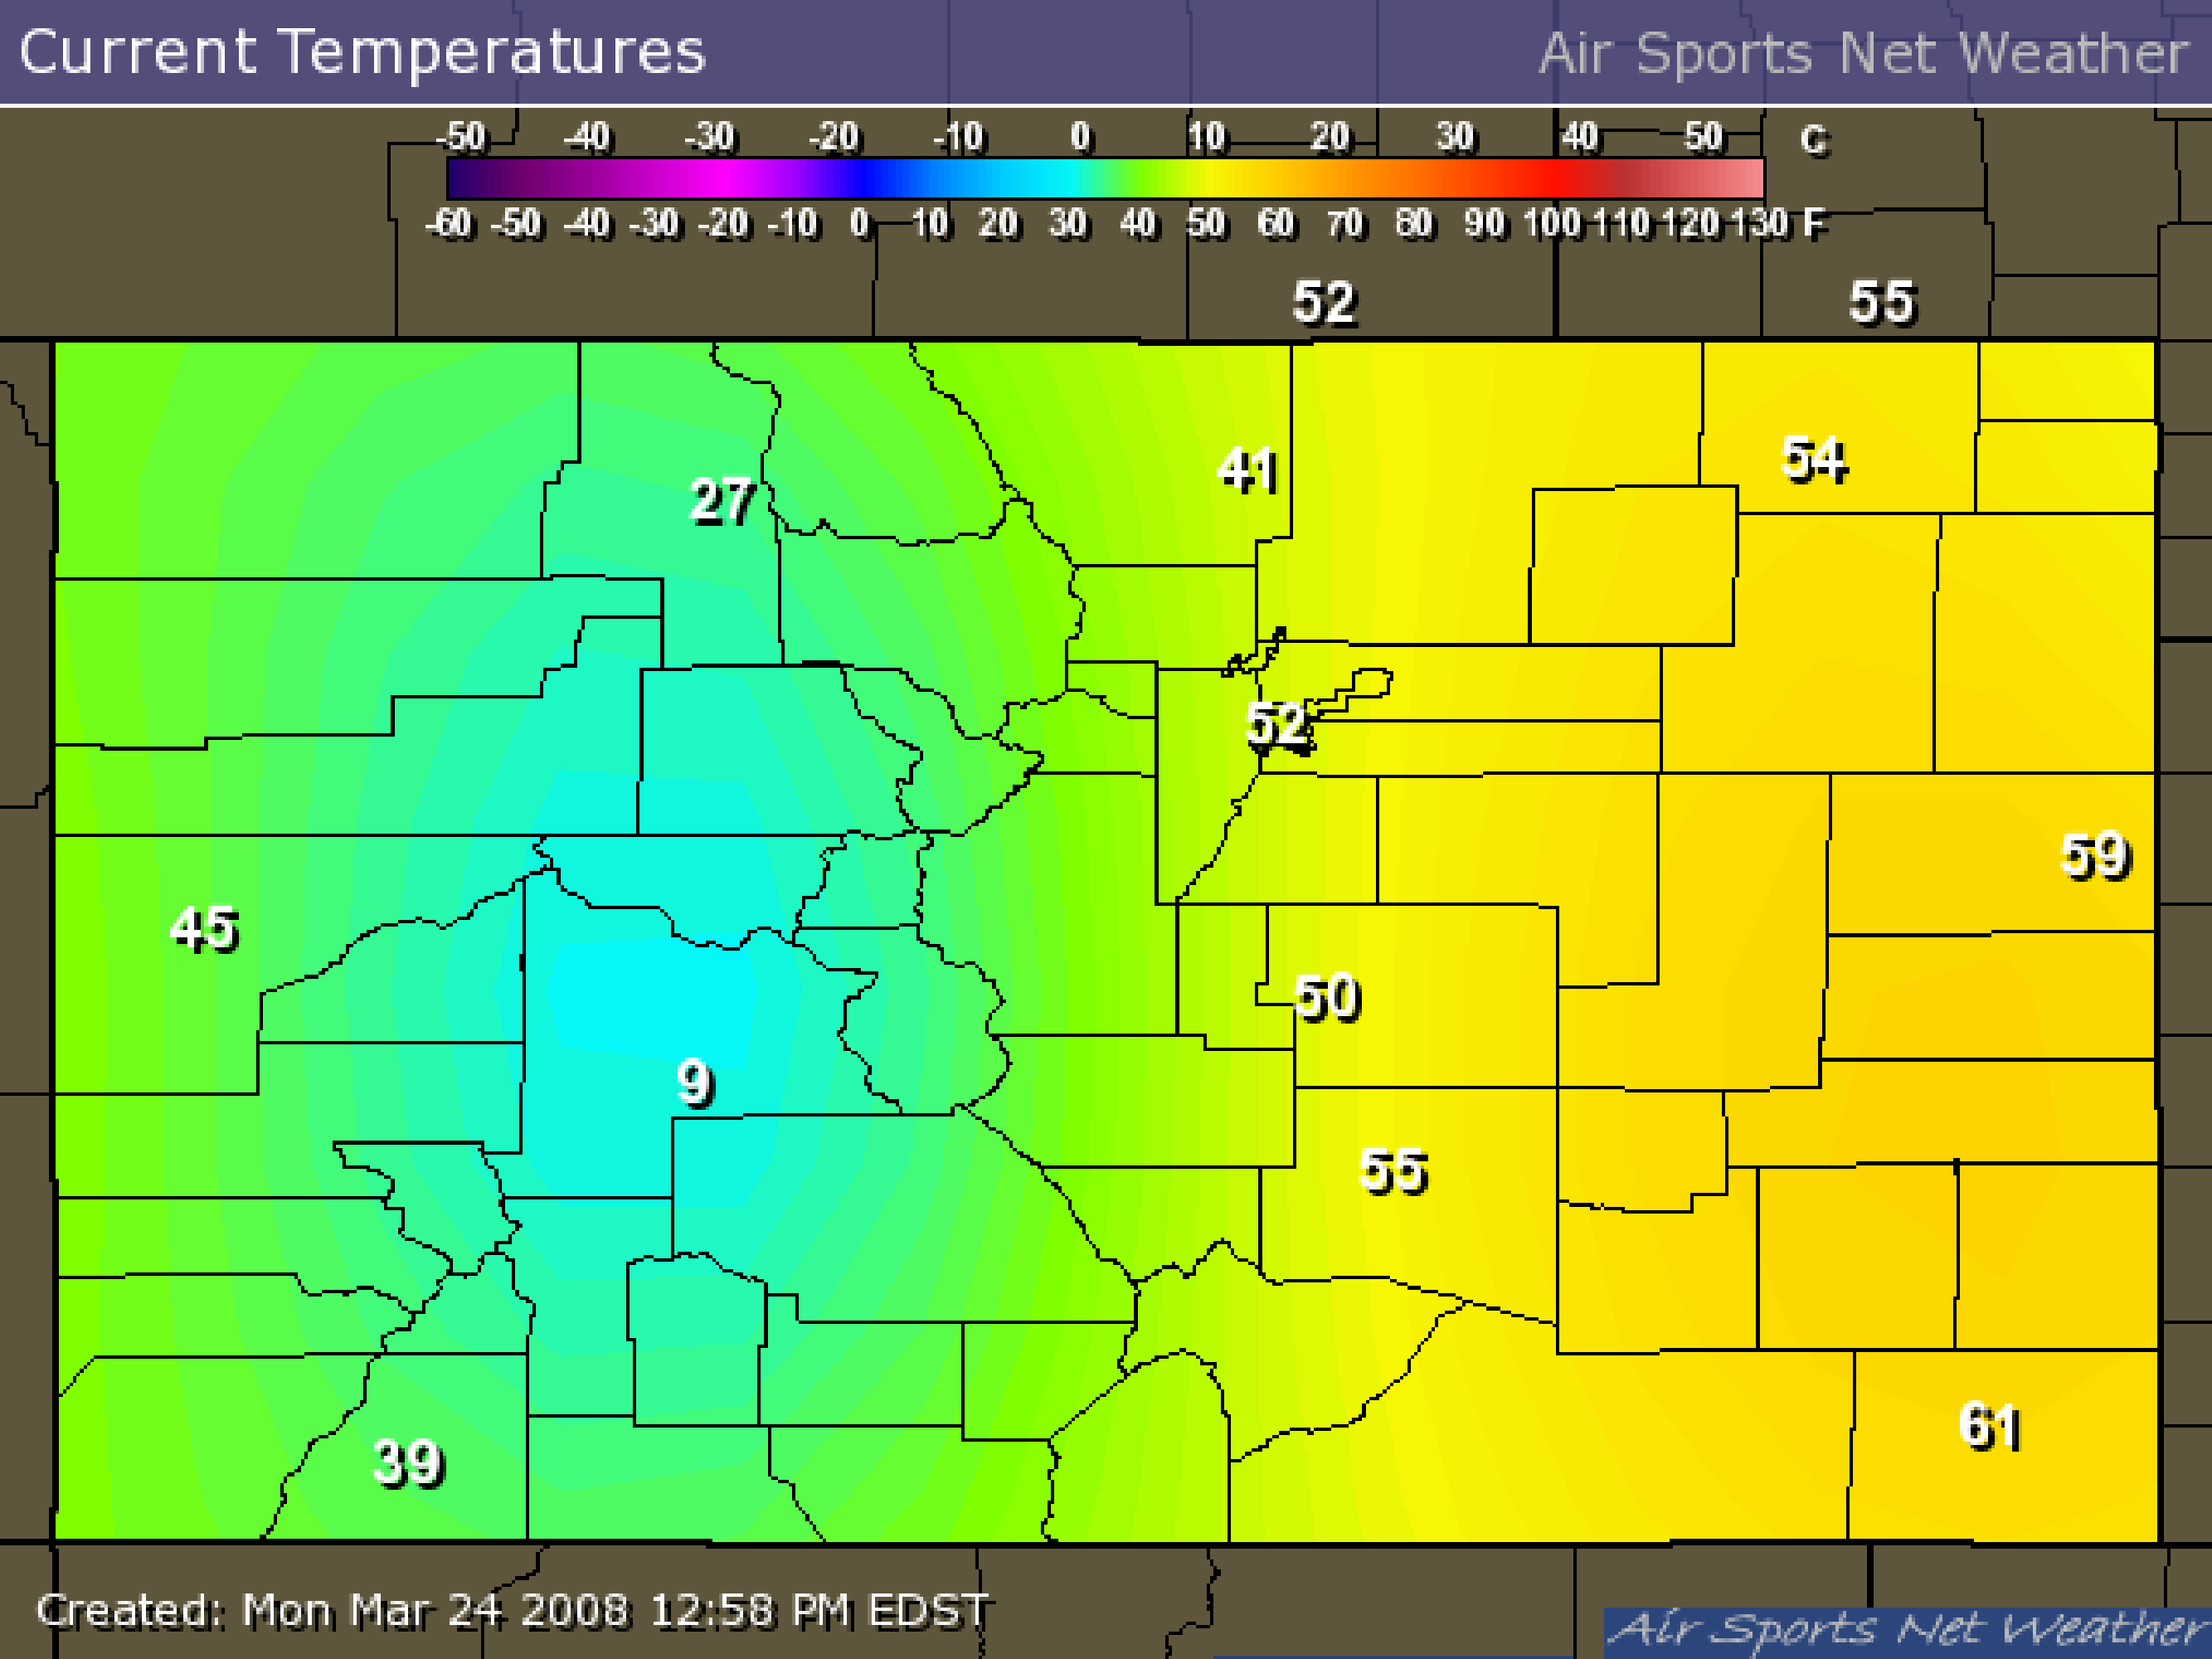 Current Temperatures Air Sports Net Weather
-50 -40 -30 -20 -10 0 10 20 30 40 50 C
-60 -50 -40 -30 -20 -10 0 10 20 30 40 50 60 70 80 90 100 110 120 130 F
52 55
54
41
27
52
59
45
50
9
55
61
39
Created: Mon Mar 24 2008 12:58 PM EDST
Air Sports Net Weather